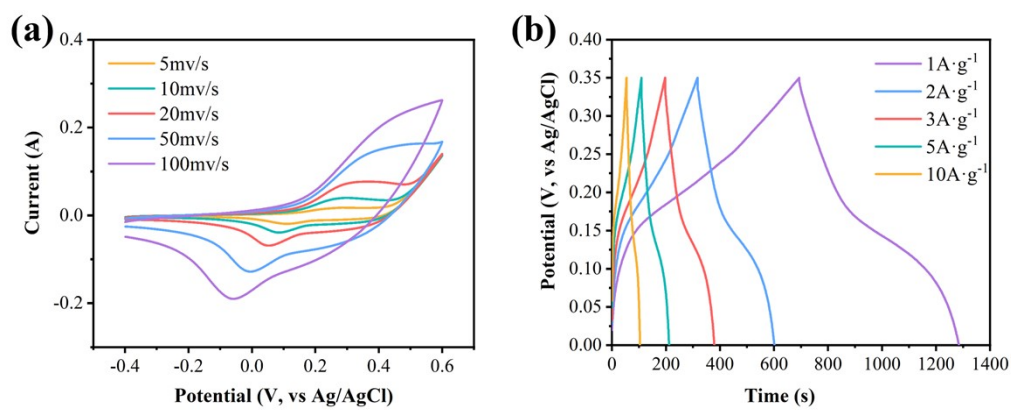 (a)
0.4
0.2
0.0
-0.2
Current (A)
5mv/s
10mv/s
20mv/s
50mv/s
100mv/s
-0.4
-0.2
0.0
0.2
0.4
0.6
Potential (V, vs Ag/AgCl)
(b)
0.40
0.35
0.30
0.25
0.20
0.15
0.10
0.05
0.00
Potential (V, vs Ag/AgCl)
1A·g⁻¹
2A·g⁻¹
3A·g⁻¹
5A·g⁻¹
10A·g⁻¹
0
200
400
600
800
1000
1200
1400
Time (s)